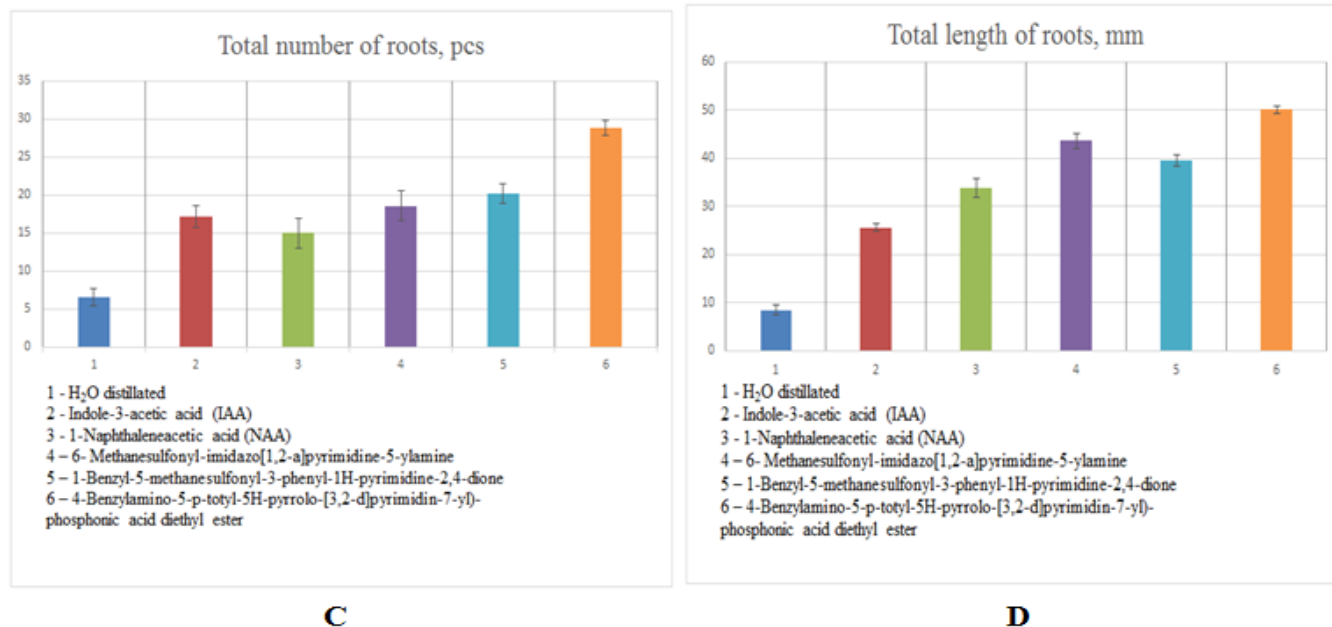 Total number of roots, pcs
35
30
25
20
15
10
5
0
1 2 3 4 5 6
1 - H₂O distillated
2 - Indole-3-acetic acid (IAA)
3 - 1-Naphthaleneacetic acid (NAA)
4 – 6- Methanesulfonyl-imidazo[1,2-a]pyrimidine-5-ylamine
5 – 1-Benzyl-5-methanesulfonyl-3-phenyl-1H-pyrimidine-2,4-dione
6 – 4-Benzylamino-5-p-totyl-5H-pyrrolo-[3,2-d]pyrimidin-7-yl)-
phosphonic acid diethyl ester
C
Total length of roots, mm
60
50
40
30
20
10
0
1 2 3 4 5 6
1 - H₂O distillated
2 - Indole-3-acetic acid (IAA)
3 - 1-Naphthaleneacetic acid (NAA)
4 – 6- Methanesulfonyl-imidazo[1,2-a]pyrimidine-5-ylamine
5 – 1-Benzyl-5-methanesulfonyl-3-phenyl-1H-pyrimidine-2,4-dione
6 – 4-Benzylamino-5-p-totyl-5H-pyrrolo-[3,2-d]pyrimidin-7-yl)-
phosphonic acid diethyl ester
D